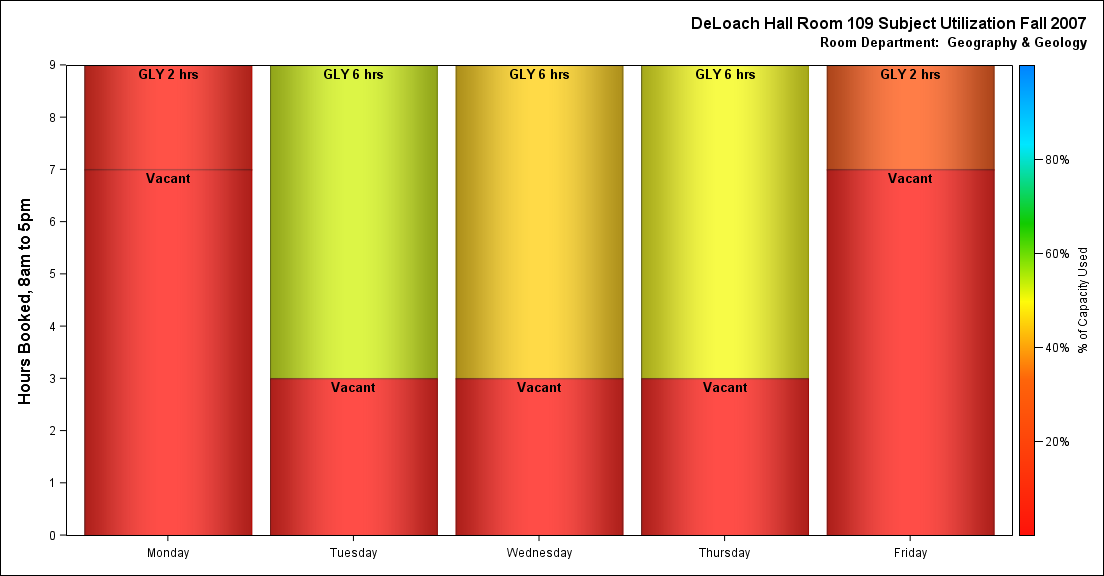 DeLoach Hall Room 109 Subject Utilization Fall 2007
Room Department:  Geography & Geology
Hours Booked, 8am to 5pm
9
8
7
6
5
4
3
2
1
0
GLY 2 hrs
Vacant
GLY 6 hrs
Vacant
GLY 6 hrs
Vacant
GLY 6 hrs
Vacant
GLY 2 hrs
Vacant
Monday
Tuesday
Wednesday
Thursday
Friday
80%
60%
40%
20%
% of Capacity Used